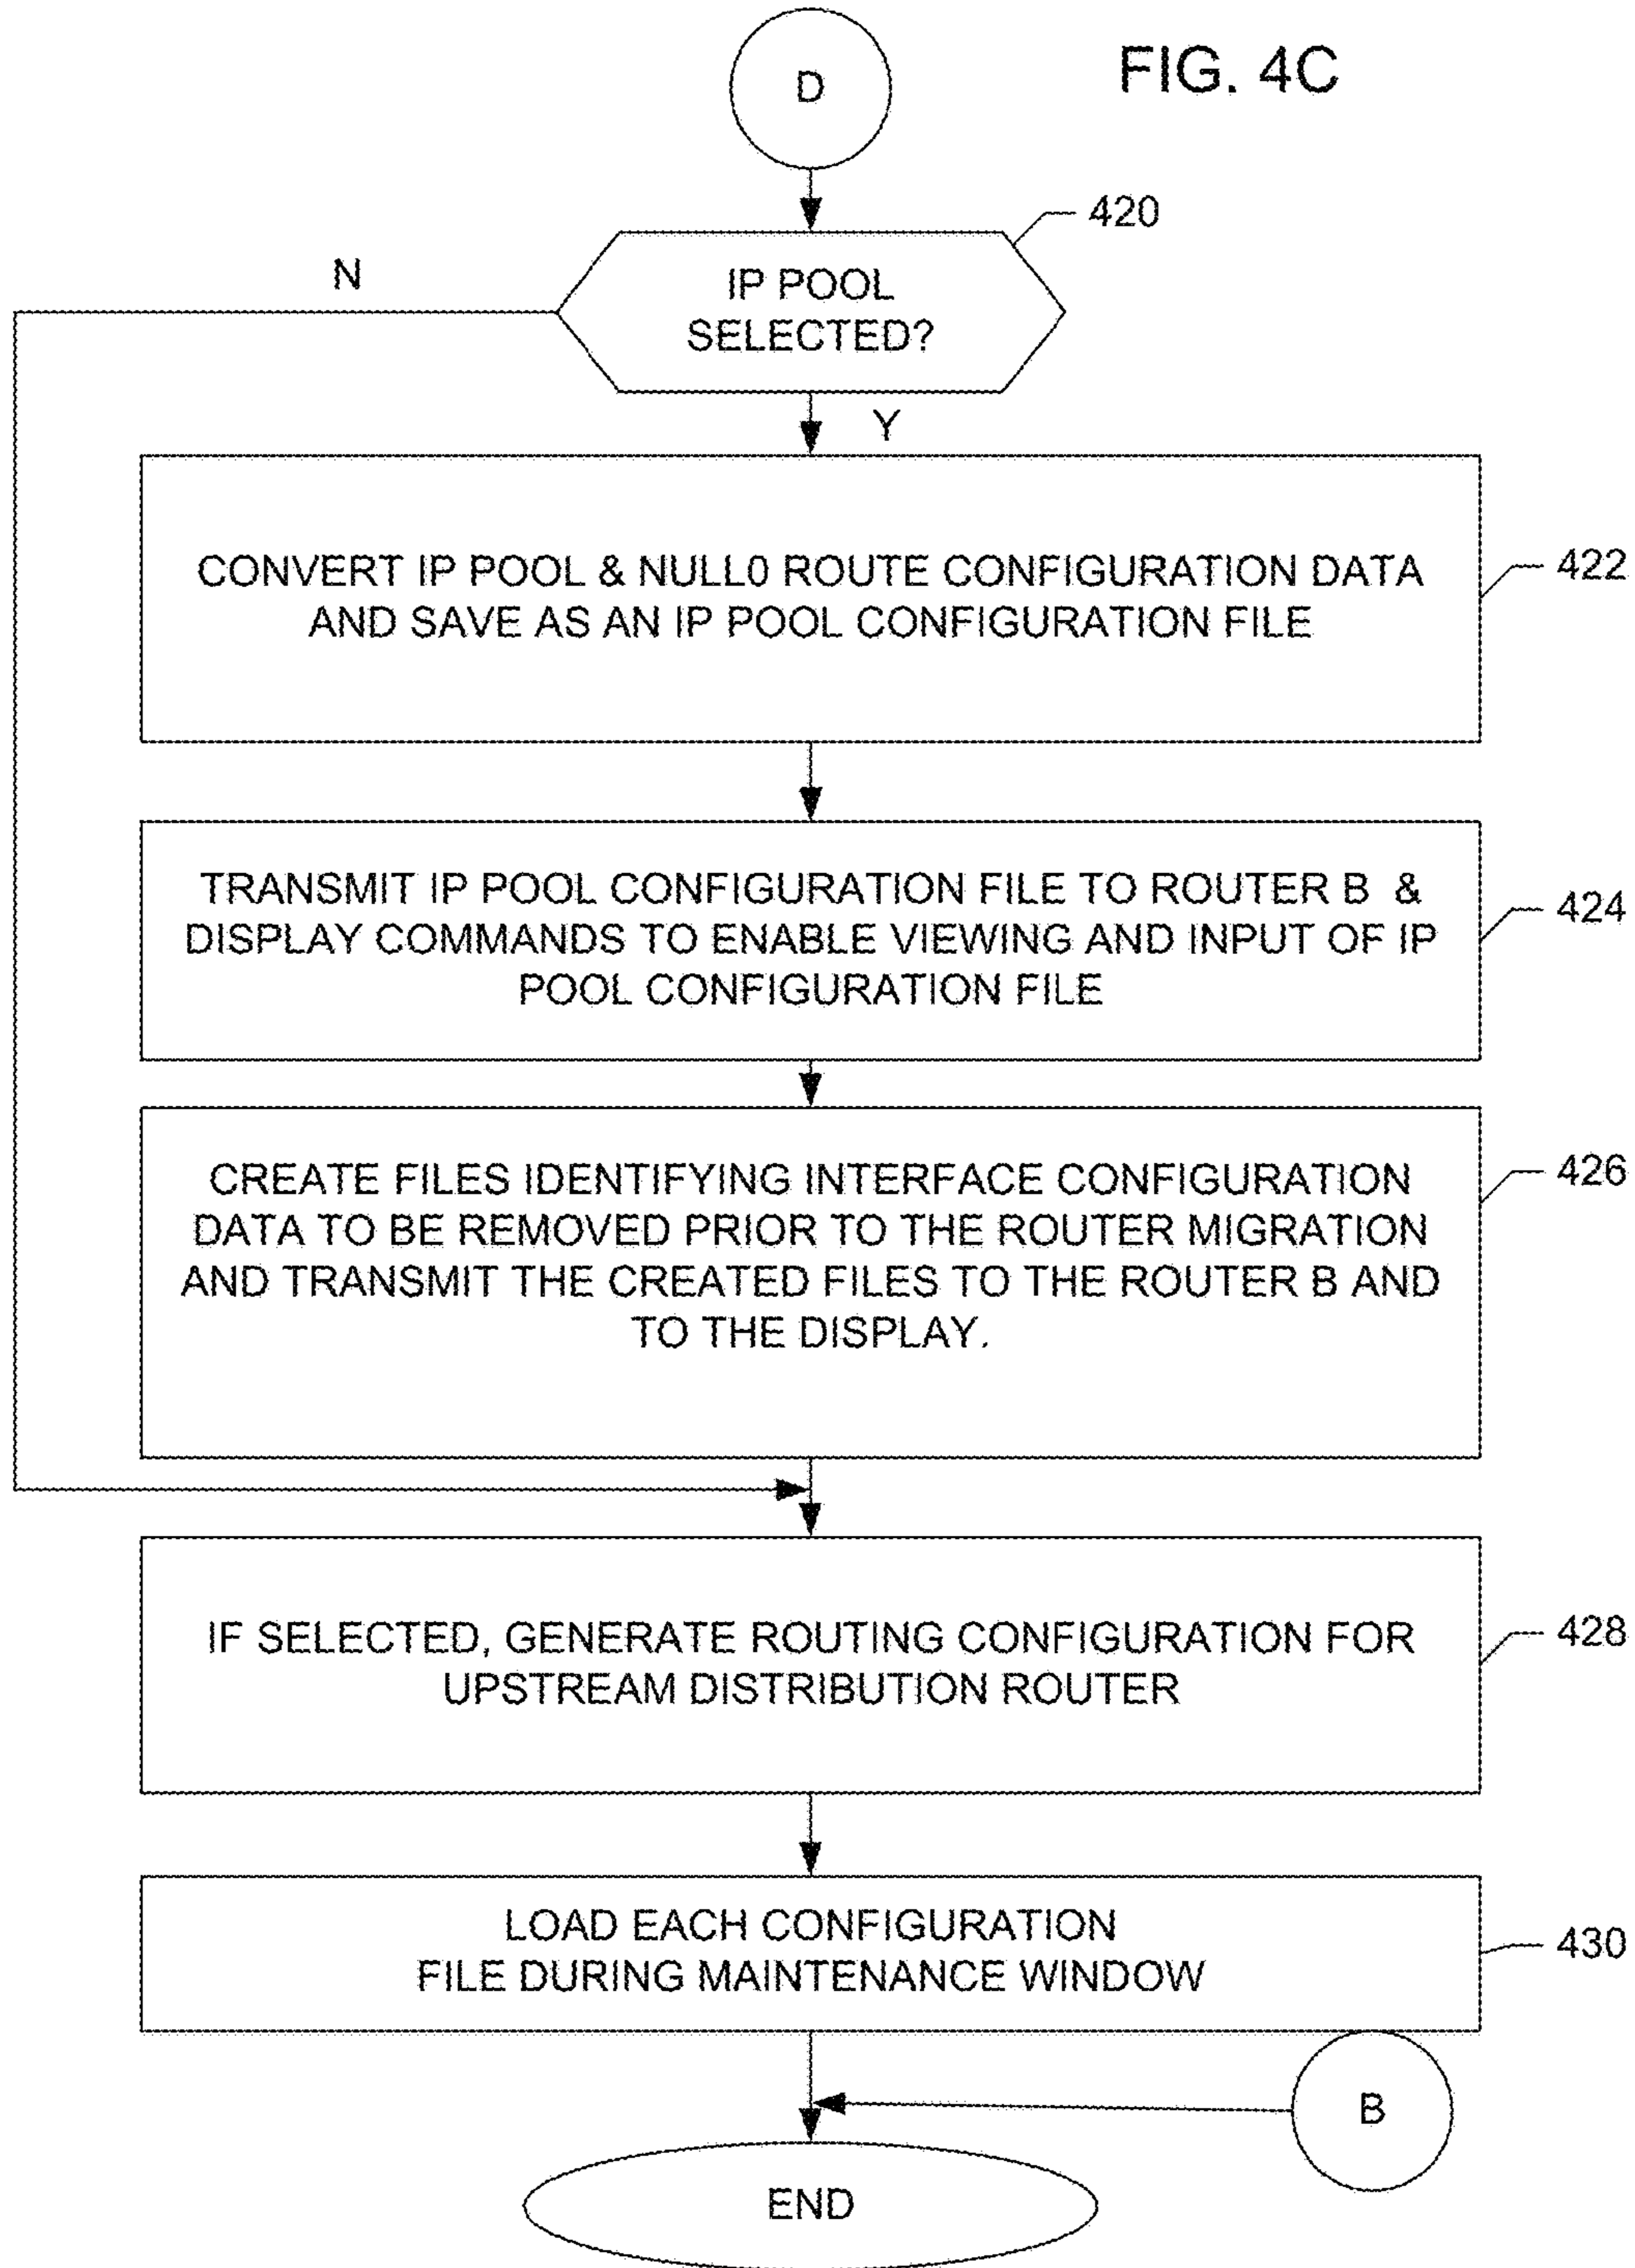 FIG. 4C
D
420
N
IP POOL
SELECTED?
Y
CONVERT IP POOL & NULL0 ROUTE CONFIGURATION DATA
AND SAVE AS AN IP POOL CONFIGURATION FILE
422
TRANSMIT IP POOL CONFIGURATION FILE TO ROUTER B &
DISPLAY COMMANDS TO ENABLE VIEWING AND INPUT OF IP
POOL CONFIGURATION FILE
424
CREATE FILES IDENTIFYING INTERFACE CONFIGURATION
DATA TO BE REMOVED PRIOR TO THE ROUTER MIGRATION
AND TRANSMIT THE CREATED FILES TO THE ROUTER B AND
TO THE DISPLAY.
426
IF SELECTED, GENERATE ROUTING CONFIGURATION FOR
UPSTREAM DISTRIBUTION ROUTER
428
LOAD EACH CONFIGURATION
FILE DURING MAINTENANCE WINDOW
430
B
END